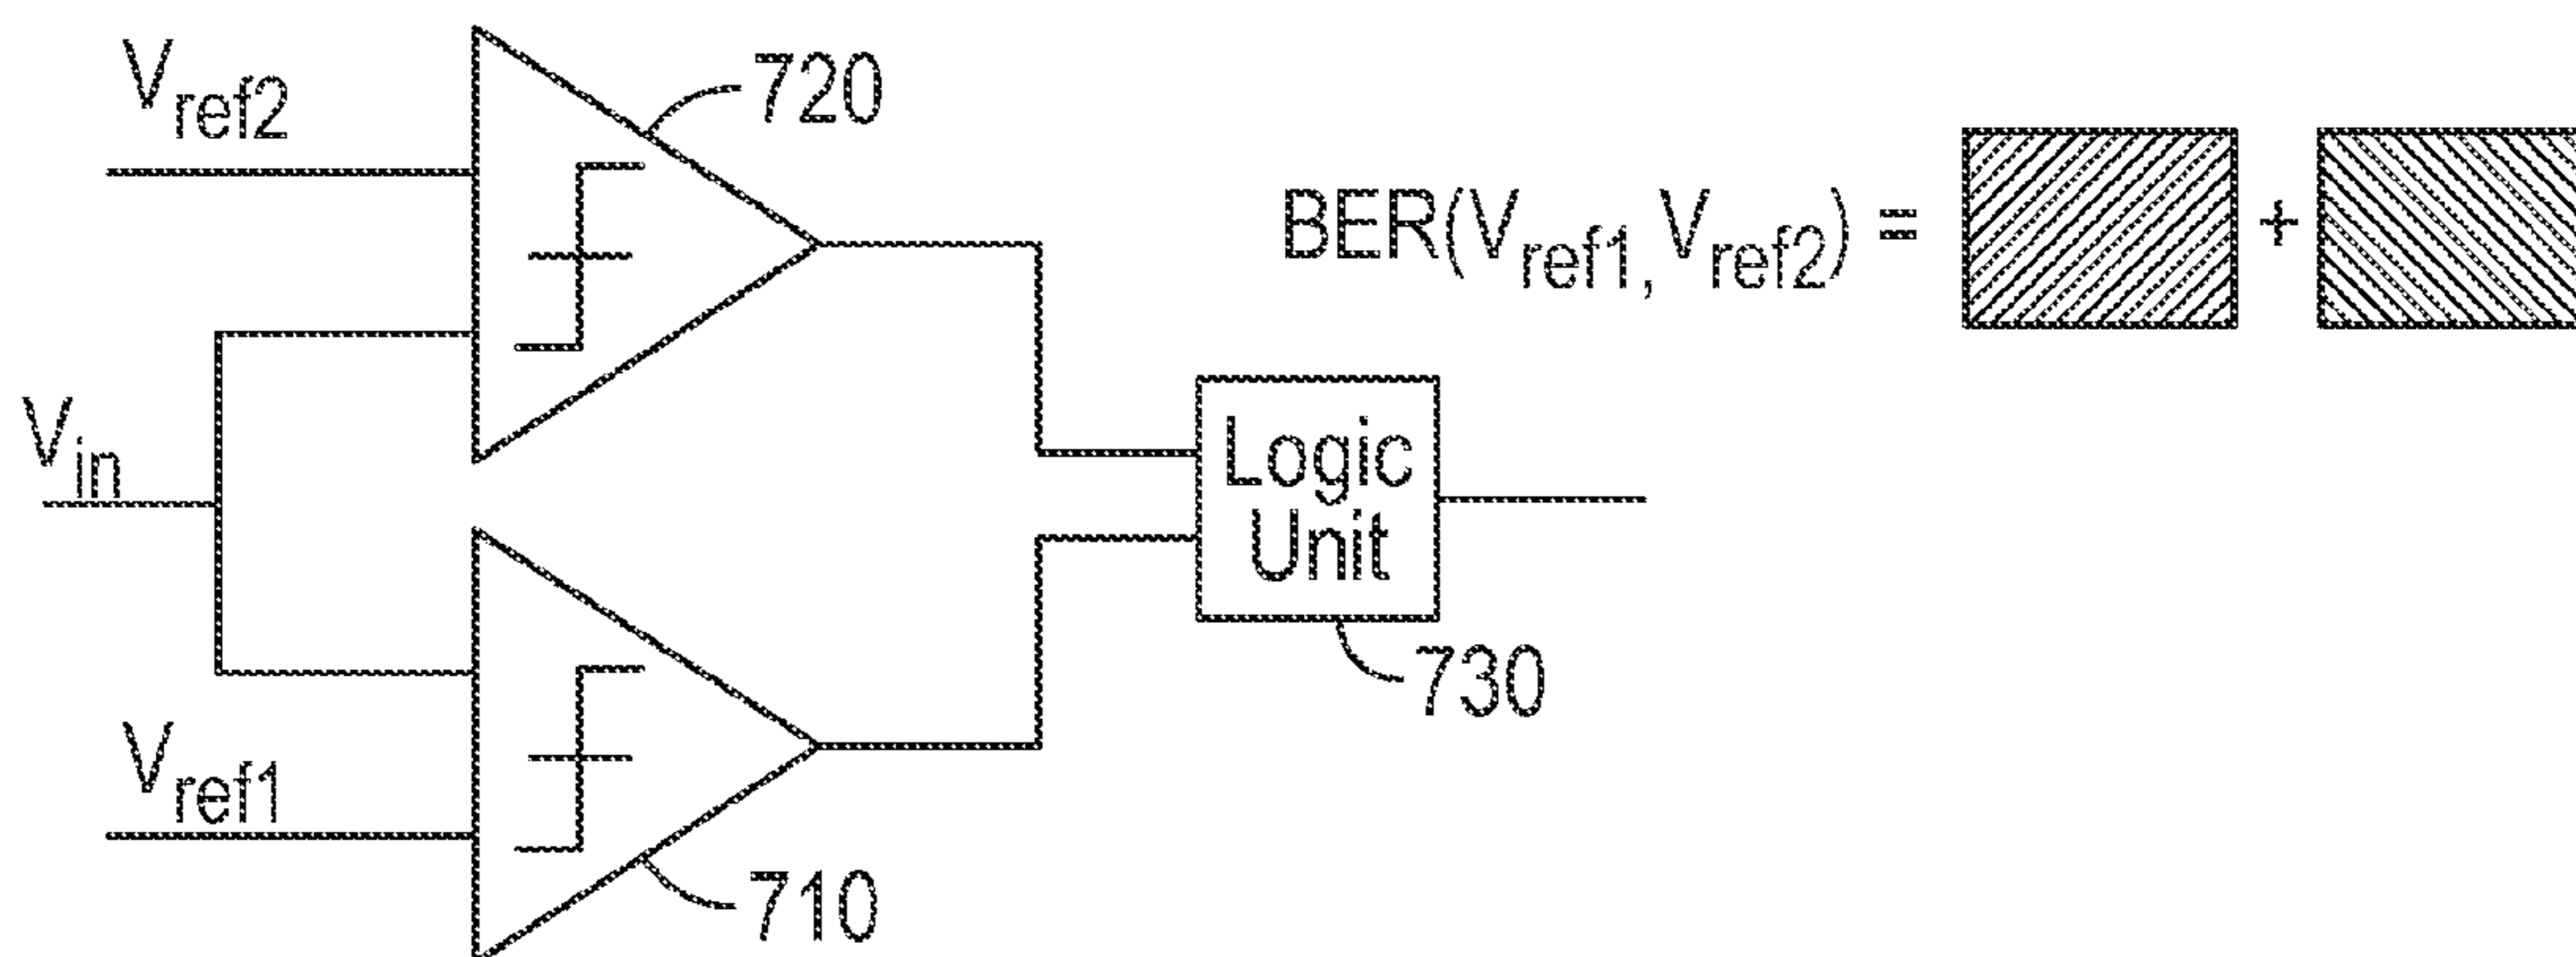 Vref2
720
BER(Vref1, Vref2) = +
Vin
Logic
Unit
730
Vref1
710